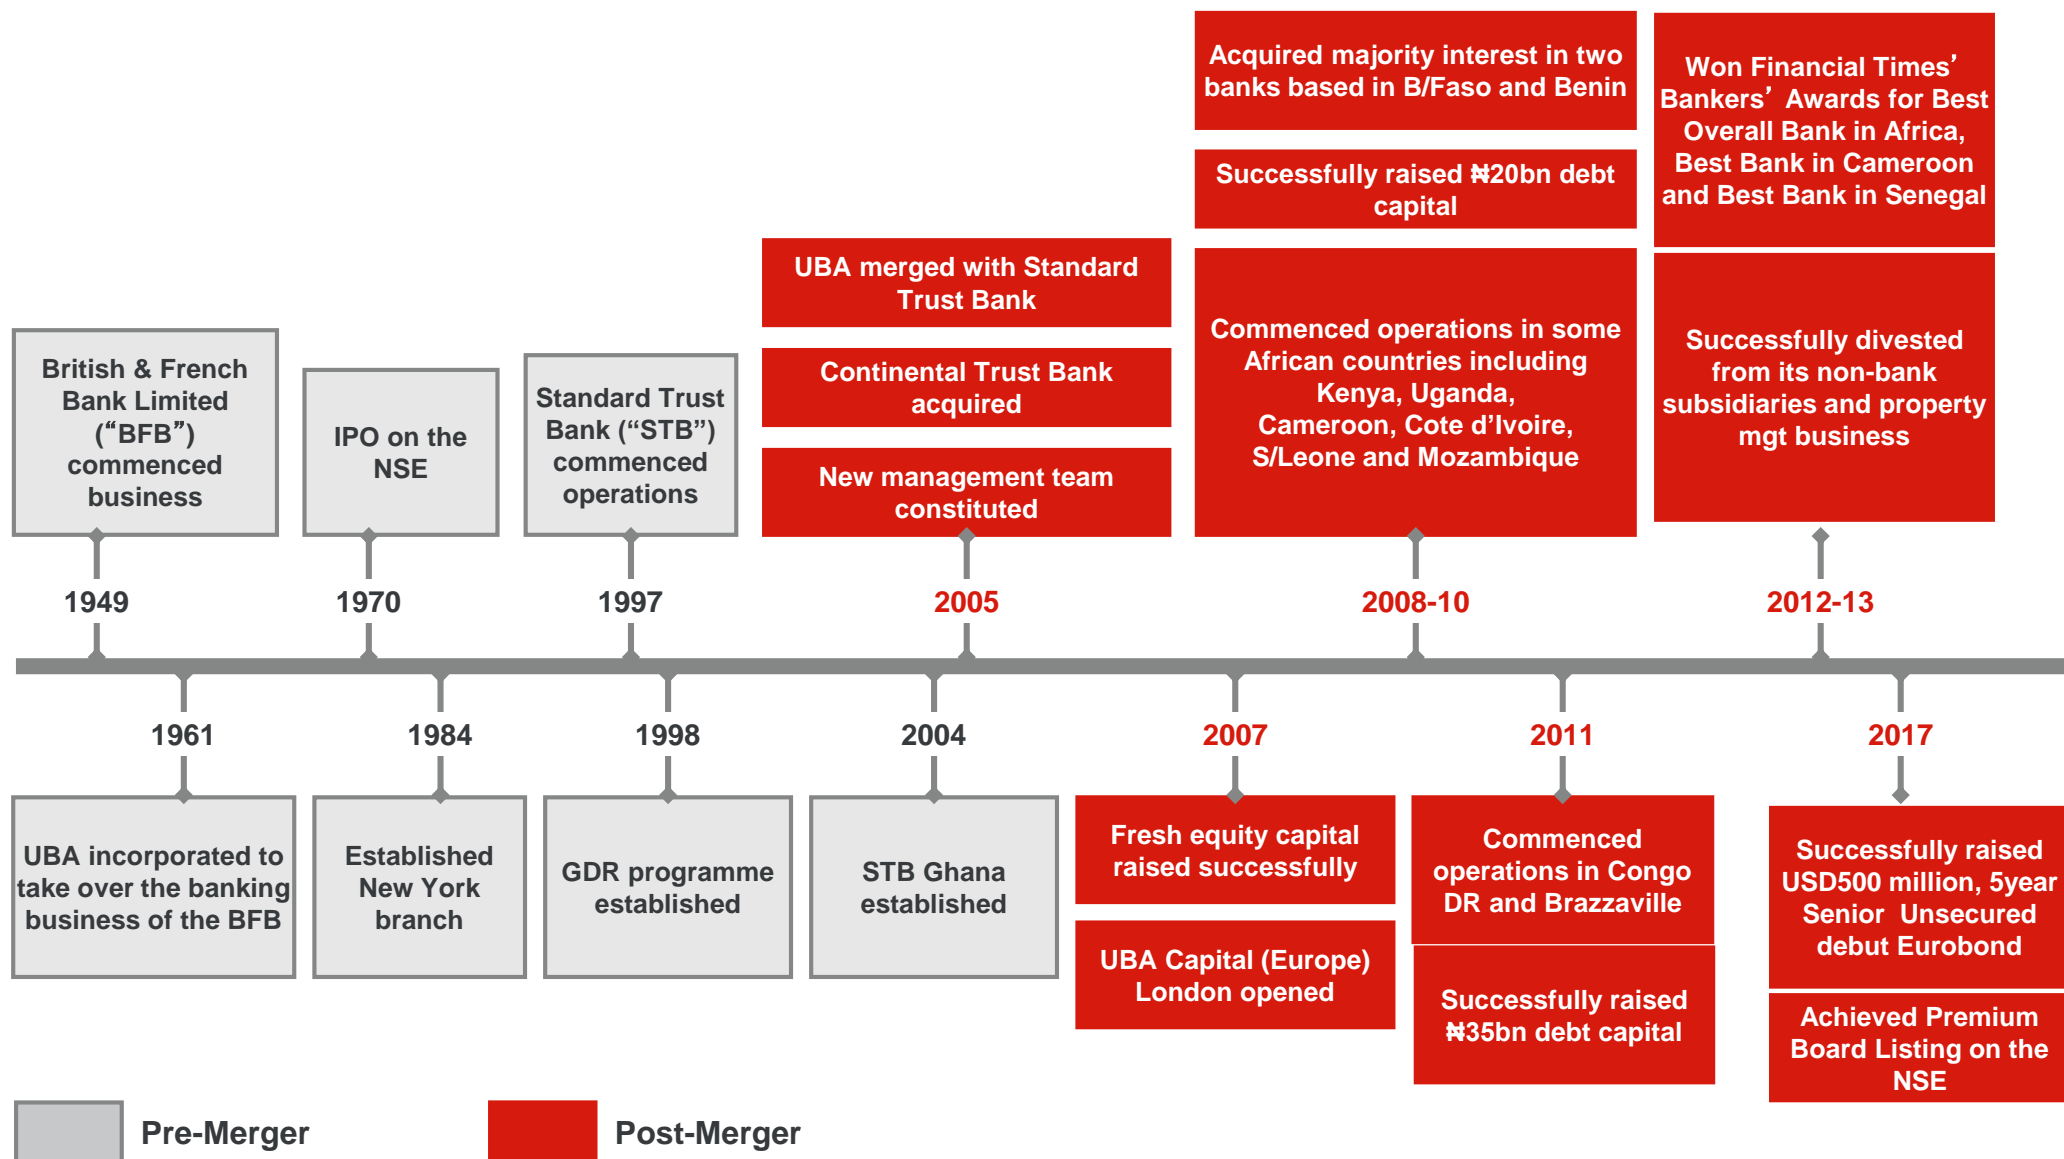 British & French
Bank Limited
(“BFB”)
commenced
business
1949
IPO on the
NSE
1970
Standard Trust
Bank (“STB”)
commenced
operations
1997
UBA merged with Standard
Trust Bank
Continental Trust Bank
acquired
New management team
constituted
2005
Acquired majority interest in two
banks based in B/Faso and Benin
Successfully raised ₦20bn debt
capital
Commenced operations in some
African countries including
Kenya, Uganda,
Cameroon, Cote d’Ivoire,
S/Leone and Mozambique
2008-10
Won Financial Times’
Bankers’ Awards for Best
Overall Bank in Africa,
Best Bank in Cameroon
and Best Bank in Senegal
Successfully divested
from its non-bank
subsidiaries and property
mgt business
2012-13
1961
UBA incorporated to
take over the banking
business of the BFB
1984
Established
New York
branch
1998
GDR programme
established
2004
STB Ghana
established
2007
Fresh equity capital
raised successfully
UBA Capital (Europe)
London opened
2011
Commenced
operations in Congo
DR and Brazzaville
Successfully raised
₦35bn debt capital
2017
Successfully raised
USD500 million, 5year
Senior Unsecured
debut Eurobond
Achieved Premium
Board Listing on the
NSE
Pre-Merger
Post-Merger